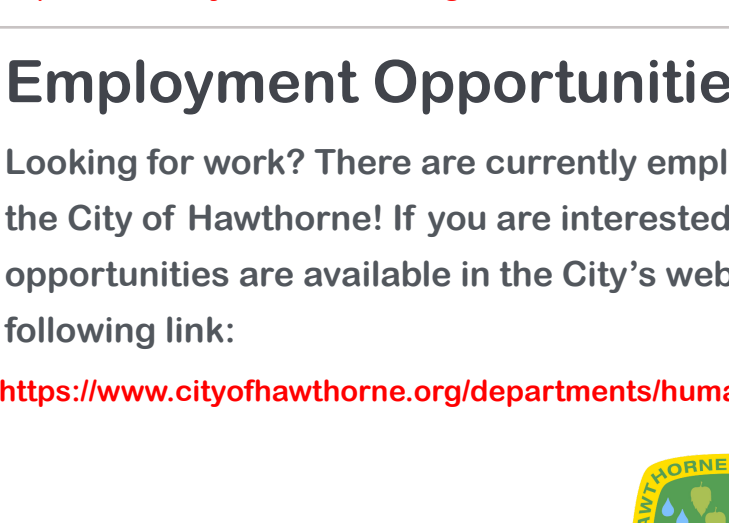 Employment Opportunitie
Looking for work? There are currently empl
the City of Hawthorne! If you are interested
opportunities are available in the City’s web
following link:
https://www.cityofhawthorne.org/departments/huma
AWTHORNE